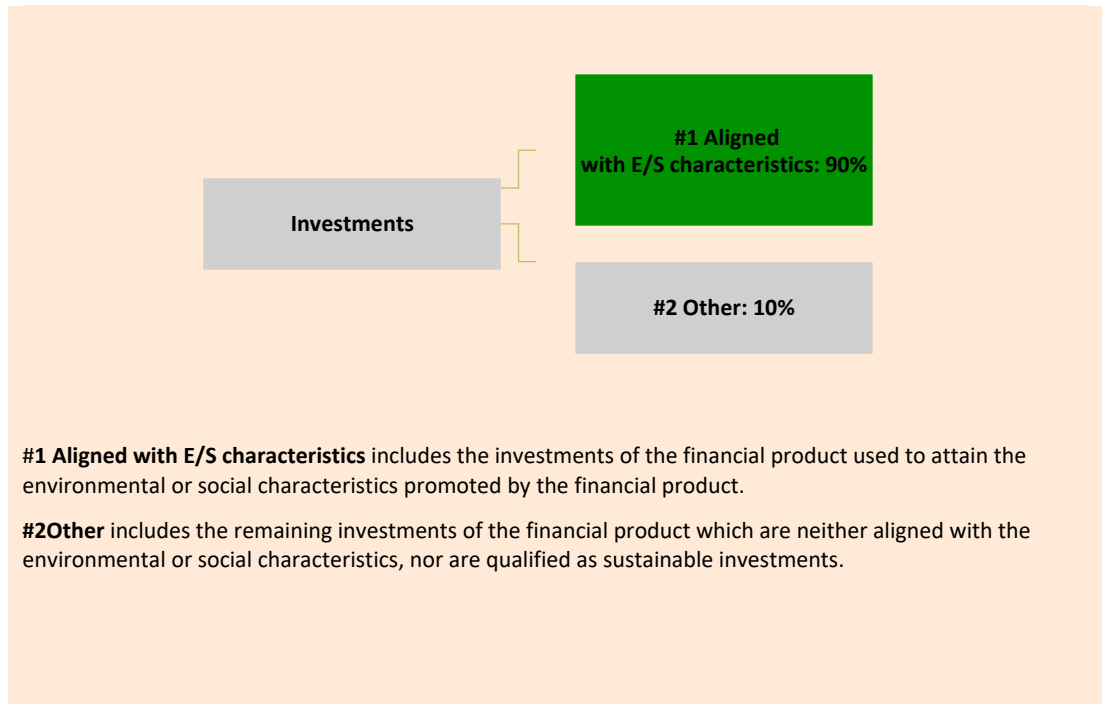 #1 Aligned
with E/S characteristics: 90%
Investments
#2 Other: 10%
#1 Aligned with E/S characteristics includes the investments of the financial product used to attain the
environmental or social characteristics promoted by the financial product.
#2Other includes the remaining investments of the financial product which are neither aligned with the
environmental or social characteristics, nor are qualified as sustainable investments.